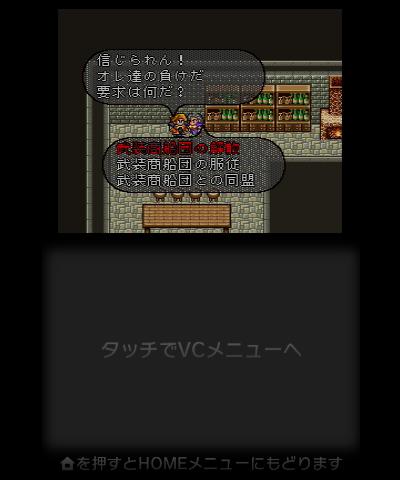 信じられん!
オレ達の負けだ
要求は何だ?
武装商船団の解散
武装商船団の服従
武装商船団との同盟
タッチでVCメニューへ
を押すとHOMEメニューにもどります